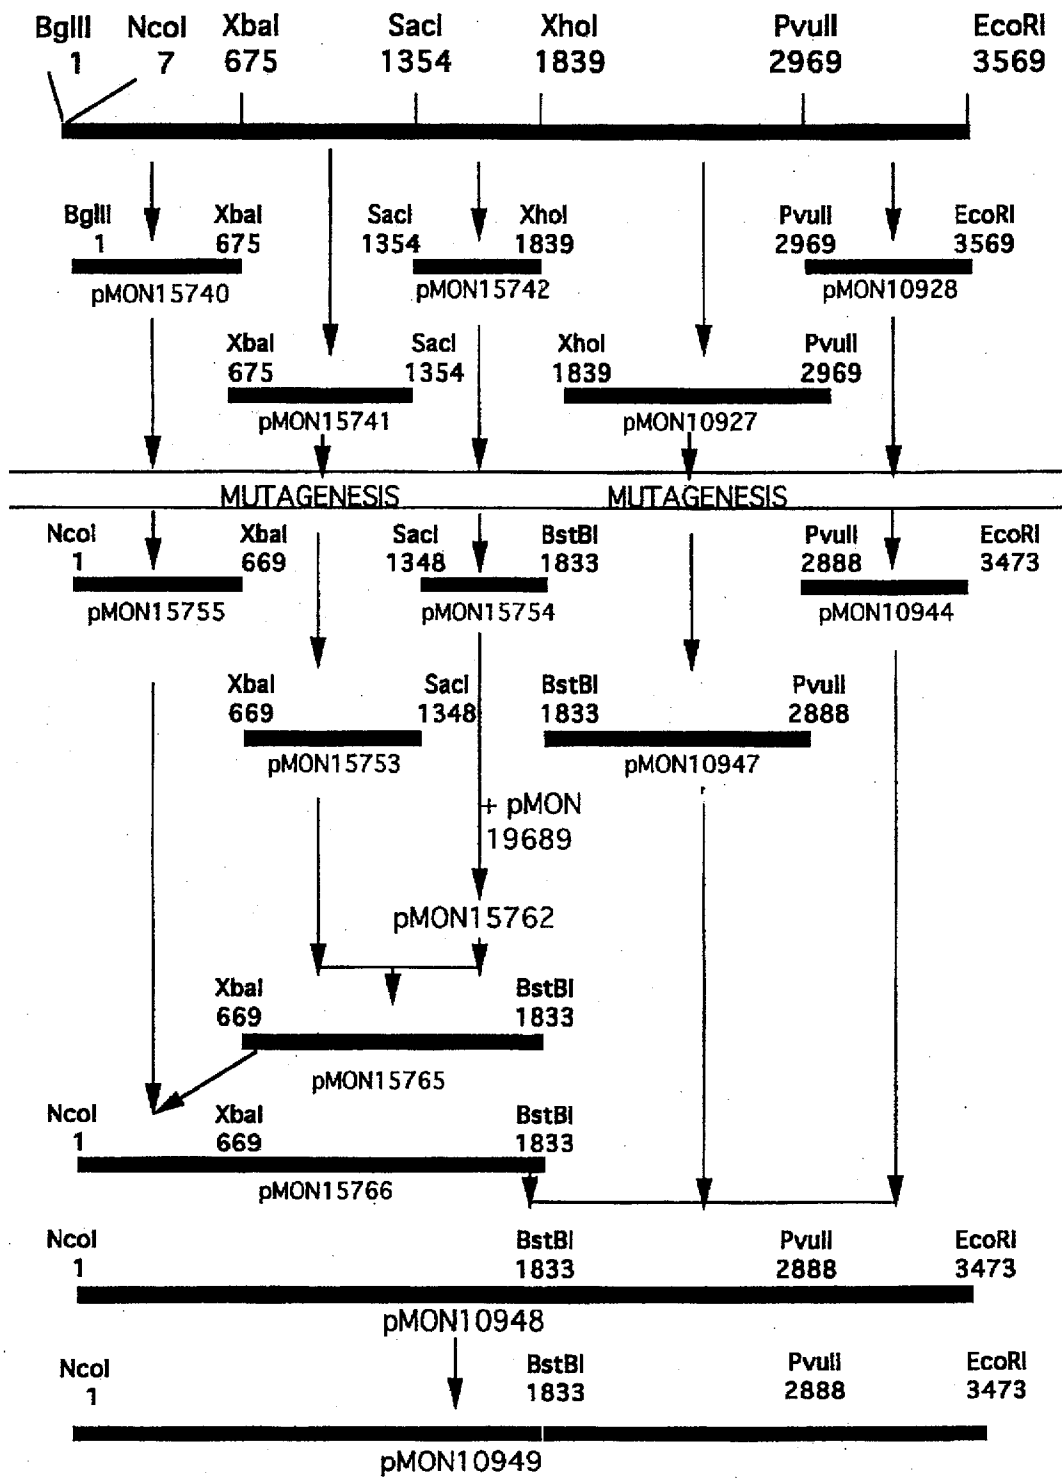 BglII NcoI XbaI SacI XhoI PvuII EcoRI
1 7 675 1354 1839 2969 3569
BglII XbaI SacI XhoI PvuII EcoRI
1 675 1354 1839 2969 3569
pMON15740 pMON15742 pMON10928
XbaI SacI XhoI PvuII
675 1354 1839 2969
pMON15741 pMON10927
MUTAGENESIS MUTAGENESIS
NcoI XbaI SacI BstBI PvuII EcoRI
1 669 1348 1833 2888 3473
pMON15755 pMON15754 pMON10944
XbaI SacI BstBI PvuII
669 1348 1833 2888
pMON15753 pMON10947
+ pMON
19689
pMON15762
XbaI BstBI
669 1833
pMON15765
NcoI XbaI BstBI
1 669 1833
pMON15766
NcoI BstBI PvuII EcoRI
1 1833 2888 3473
pMON10948
NcoI BstBI PvuII EcoRI
1 1833 2888 3473
pMON10949